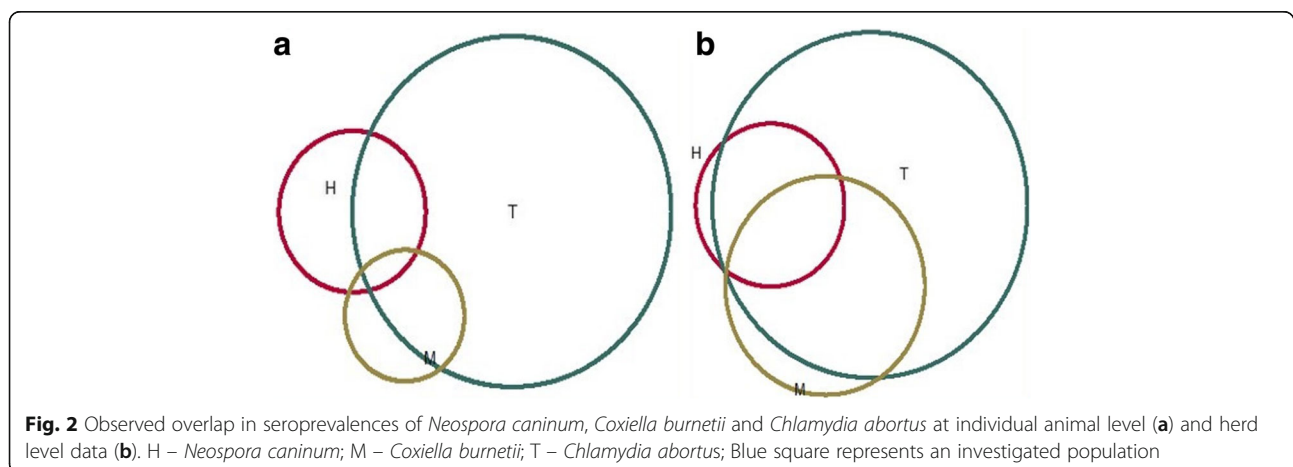 a
b
H
T
M
H
T
M
Fig. 2 Observed overlap in seroprevalences of Neospora caninum, Coxiella burnetii and Chlamydia abortus at individual animal level (a) and herd
level data (b). H – Neospora caninum; M – Coxiella burnetii; T – Chlamydia abortus; Blue square represents an investigated population